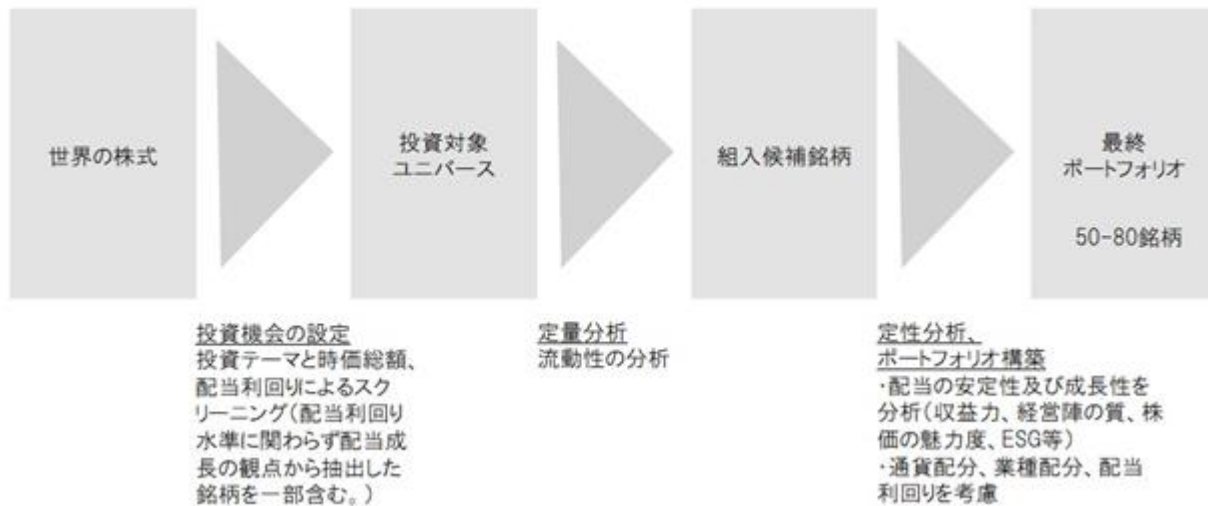 世界の株式
投資対象
ユニバース
組入候補銘柄
最終
ポートフォリオ
50-80銘柄
投資機会の設定
投資テーマと時価総額、
配当利回りによるスク
リーニング(配当利回り
水準に関わらず配当成
長の観点から抽出した
銘柄を一部含む。)
定量分析
流動性の分析
定性分析、
ポートフォリオ構築
・配当の安定性及び成長性を
分析(収益力、経営陣の質、株
価の魅力度、ESG等)
・通貨配分、業種配分、配当
利回りを考慮